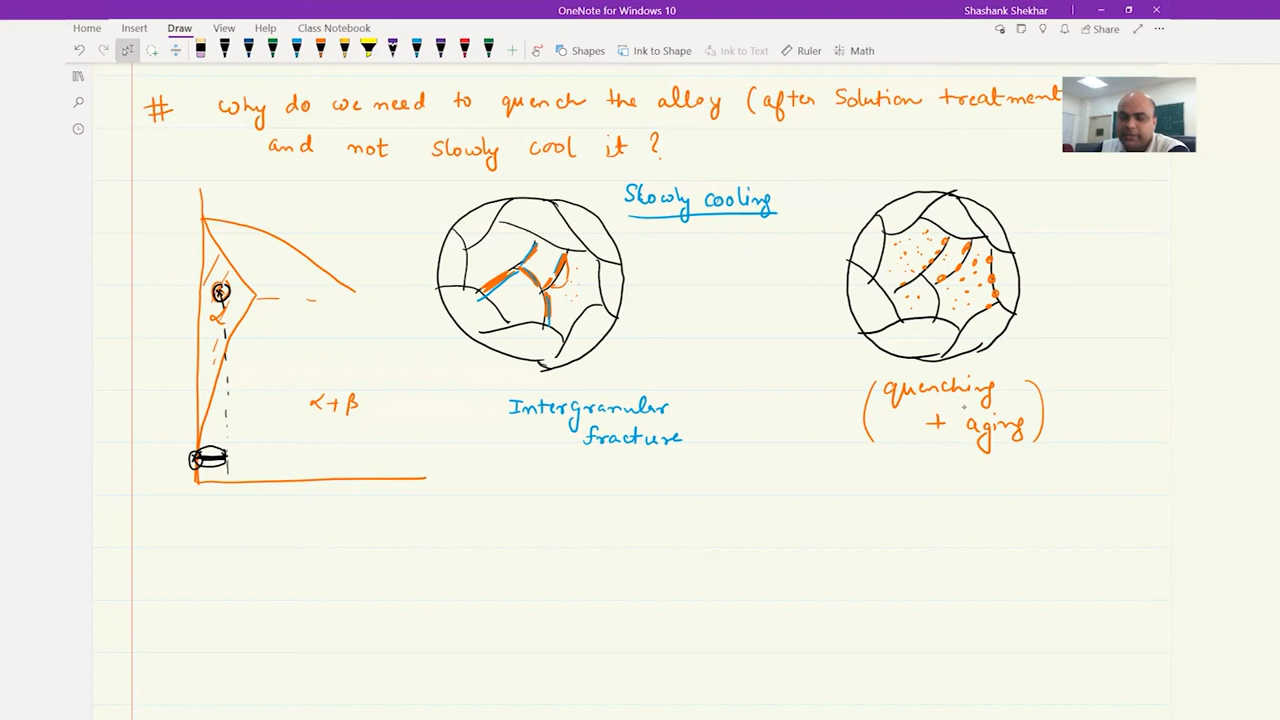 OneNote for Windows 10
Shashank Shekhar
Home Insert Draw View Help Class Notebook
Share
Shapes Ink to Shape Ink to Text Ruler Math
# Why do we need to quench the alloy (after Solution treatment
and not slowly cool it?
Slowly cooling
α
α+β
Intergranular
fracture
(quenching
+ aging)